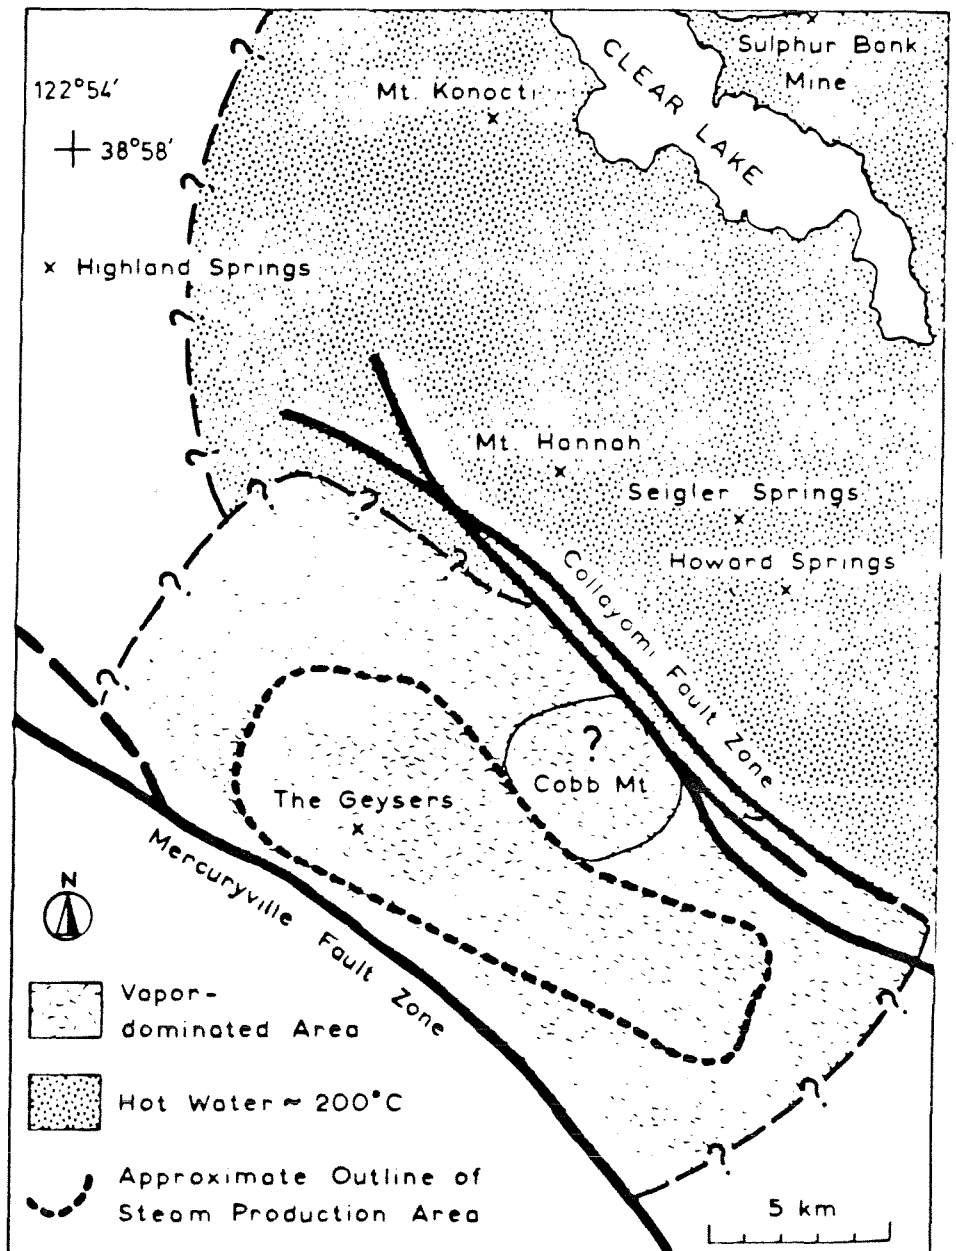 Sulphur Bank
Mine
122°54'
Mt. Konocti
CLEAR
LAKE
38°58'
Highland Springs
Mt. Hannah
Seigler Springs
Howard Springs
Collayomi Fault Zone
?
Cobb Mt
The Geysers
Mercuryville Fault Zone
N
Vapor-
dominated Area
Hot Water ≈ 200°C
Approximate Outline of
Steam Production Area
5 km
?
?
?
?
?
?
?
?
?
?
?
?